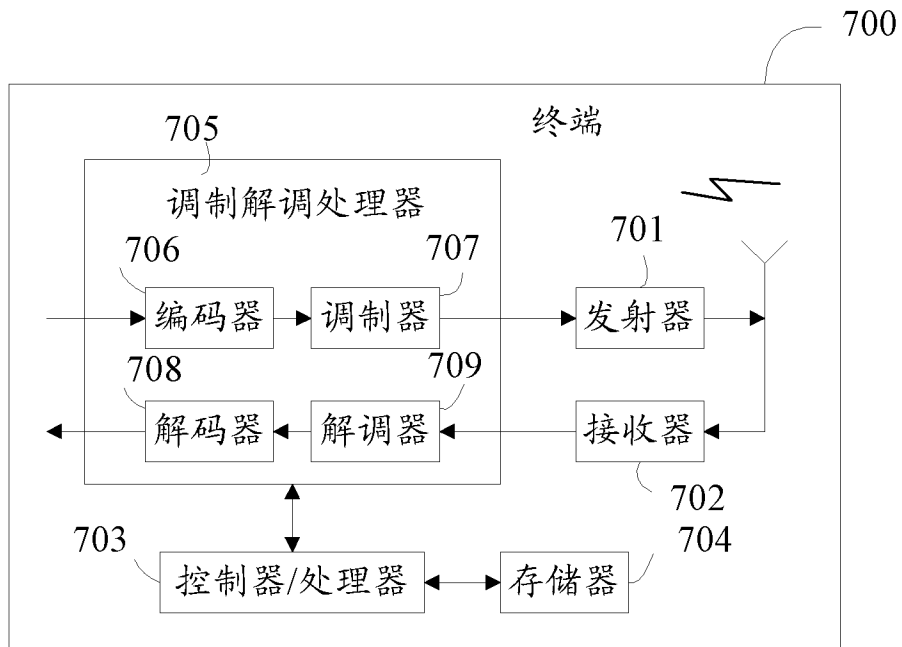 700
终端
705
调制解调处理器
706
707
701
编码器
调制器
发射器
708
709
解码器
解调器
接收器
702
703
704
控制器/处理器
存储器